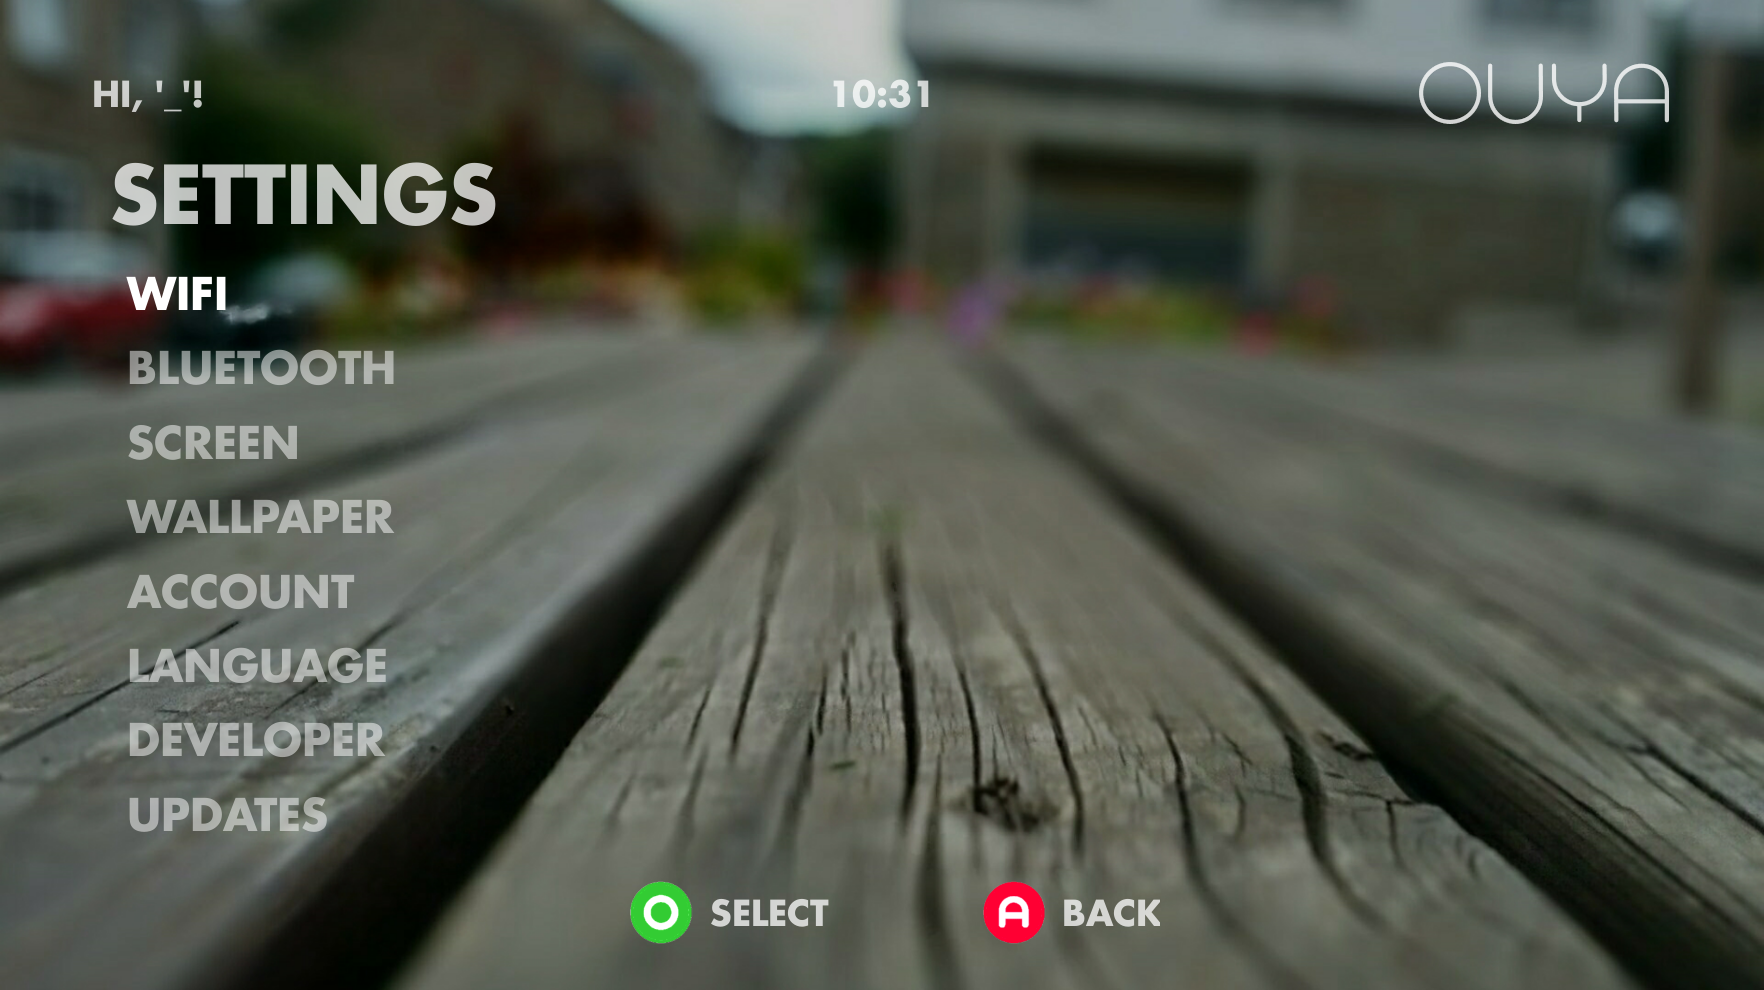 HI, '_'!
10:31
OUYA
SETTINGS
WIFI
BLUETOOTH
SCREEN
WALLPAPER
ACCOUNT
LANGUAGE
DEVELOPER
UPDATES
O SELECT
A BACK